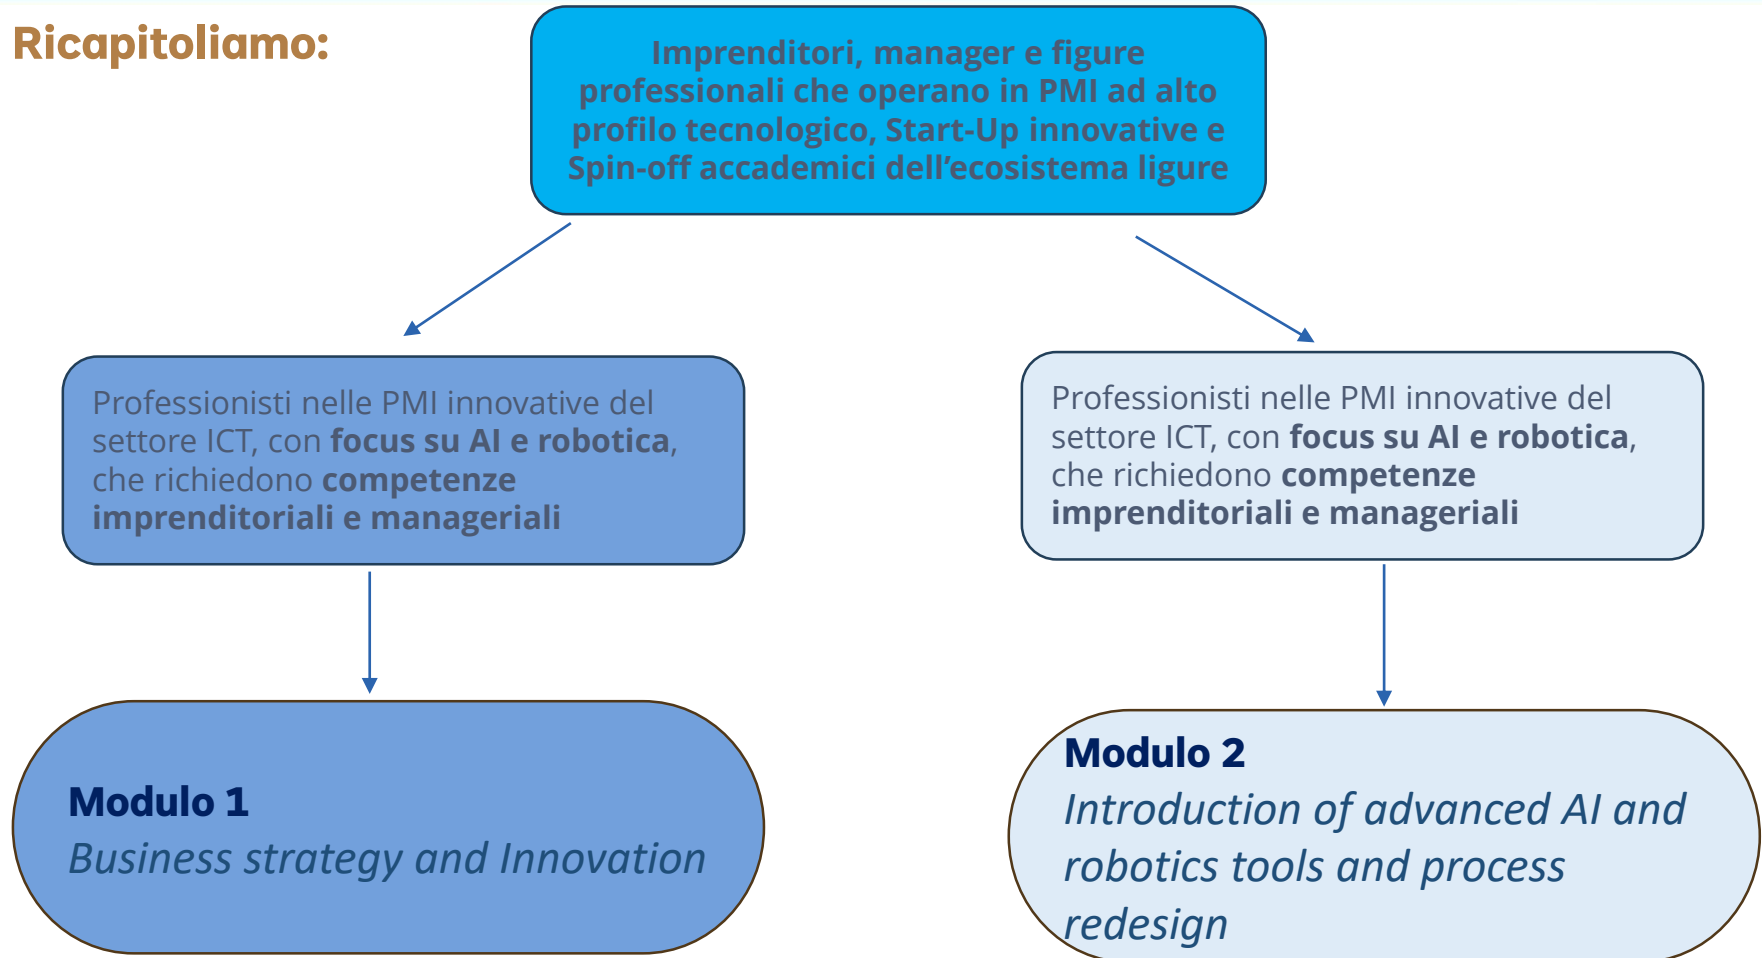 Ricapitoliamo:
Imprenditori, manager e figure
professionali che operano in PMI ad alto
profilo tecnologico, Start-Up innovative e
Spin-off accademici dell’ecosistema ligure
Professionisti nelle PMI innovative del
settore ICT, con focus su AI e robotica,
che richiedono competenze
imprenditoriali e manageriali
Professionisti nelle PMI innovative del
settore ICT, con focus su AI e robotica,
che richiedono competenze
imprenditoriali e manageriali
Modulo 1
Business strategy and Innovation
Modulo 2
Introduction of advanced AI and
robotics tools and process
redesign